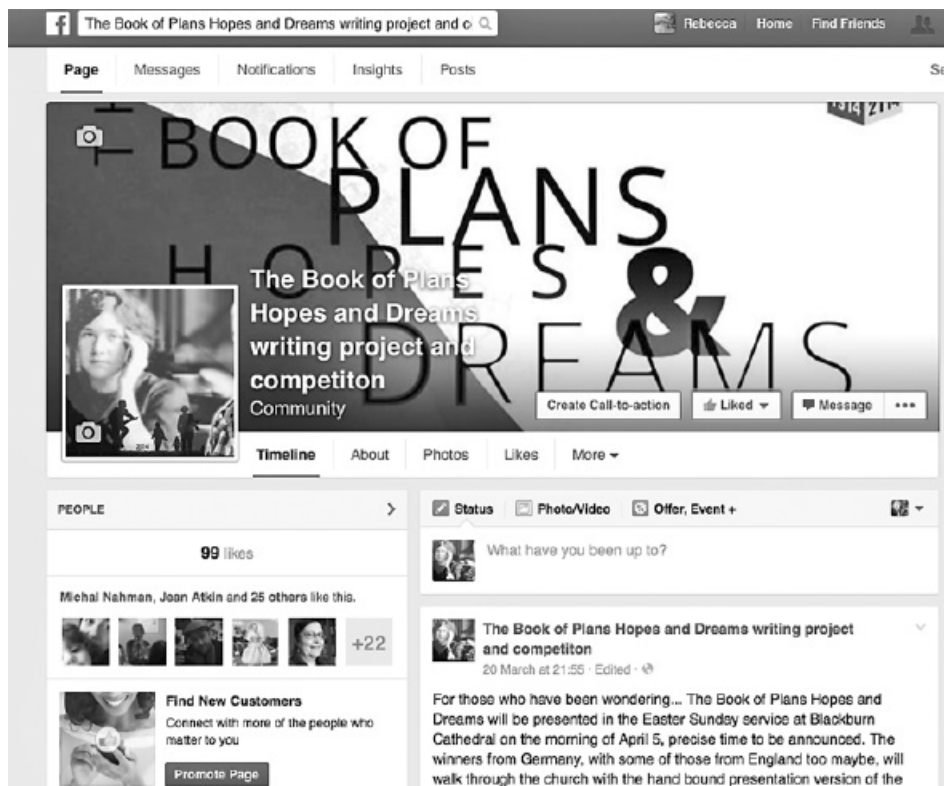 The Book of Plans Hopes and Dreams writing project and c
Rebecca Home Find Friends
Page Messages Notifications Insights Posts
Se
1514 2114
BOOK OF
PLANS
HOPES &
DREAMS
The Book of Plans
Hopes and Dreams
writing project and
competiton
Community
Create Call-to-action Liked Message
Timeline About Photos Likes More
PEOPLE
99 likes
Michal Nahman, Jean Atkin and 25 others like this.
+22
Find New Customers
Connect with more of the people who
matter to you
Promote Page
Status Photo/Video Offer, Event +
What have you been up to?
The Book of Plans Hopes and Dreams writing project
and competiton
20 March at 21:55 · Edited ·
For those who have been wondering... The Book of Plans Hopes and
Dreams will be presented in the Easter Sunday service at Blackburn
Cathedral on the morning of April 5, precise time to be announced. The
winners from Germany, with some of those from England too maybe, will
walk through the church with the hand bound presentation version of the